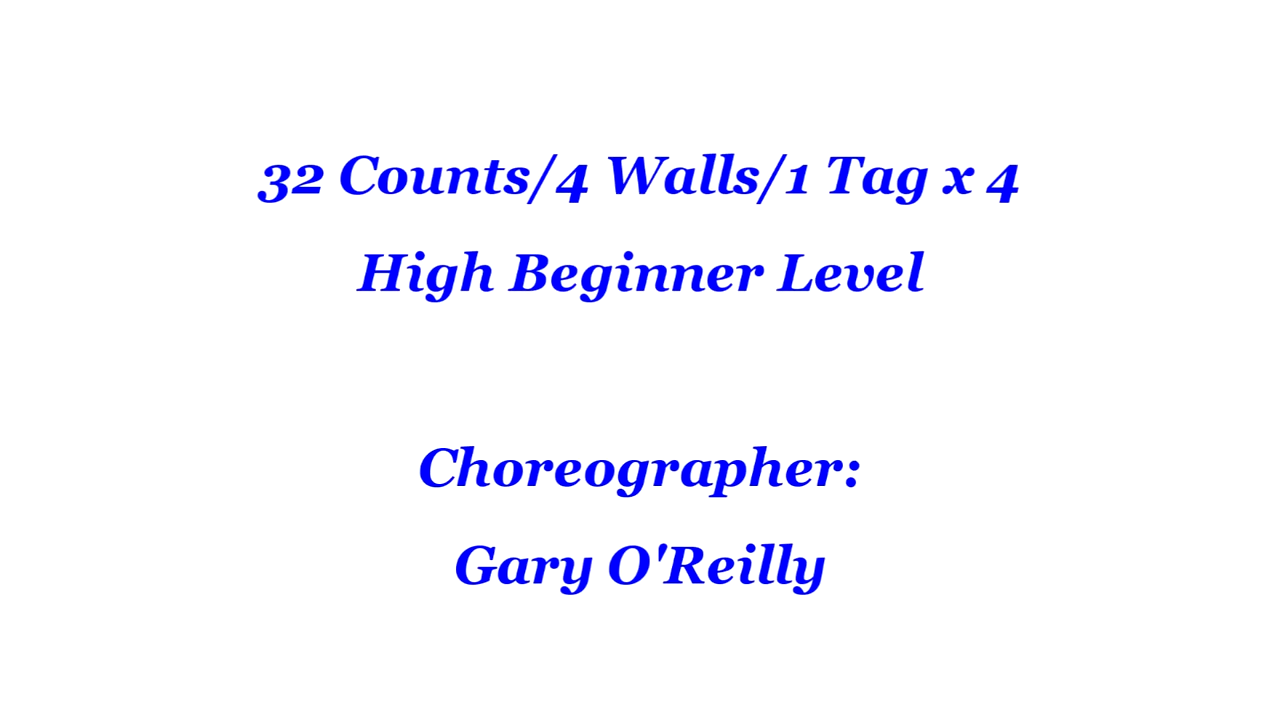 32 Counts/4 Walls/1 Tag x 4
High Beginner Level
Choreographer:
Gary O'Reilly